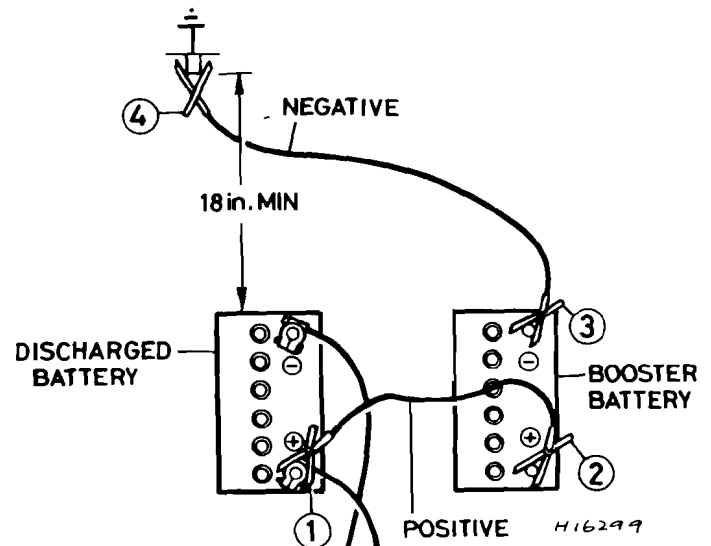 4
NEGATIVE
18 in. MIN
3
DISCHARGED
BATTERY
−
−
BOOSTER
BATTERY
+
+
2
1
POSITIVE
H16299